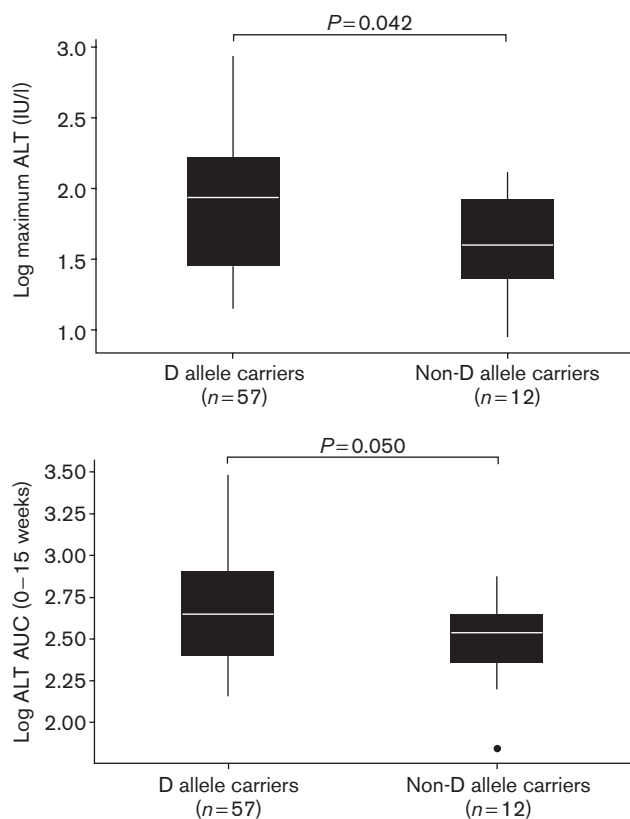 P=0.042
Log maximum ALT (IU/l)
3.0
2.5
2.0
1.5
1.0
D allele carriers
(n=57)
Non-D allele carriers
(n=12)
P=0.050
Log ALT AUC (0−15 weeks)
3.50
3.25
3.00
2.75
2.50
2.25
2.00
D allele carriers
(n=57)
Non-D allele carriers
(n=12)